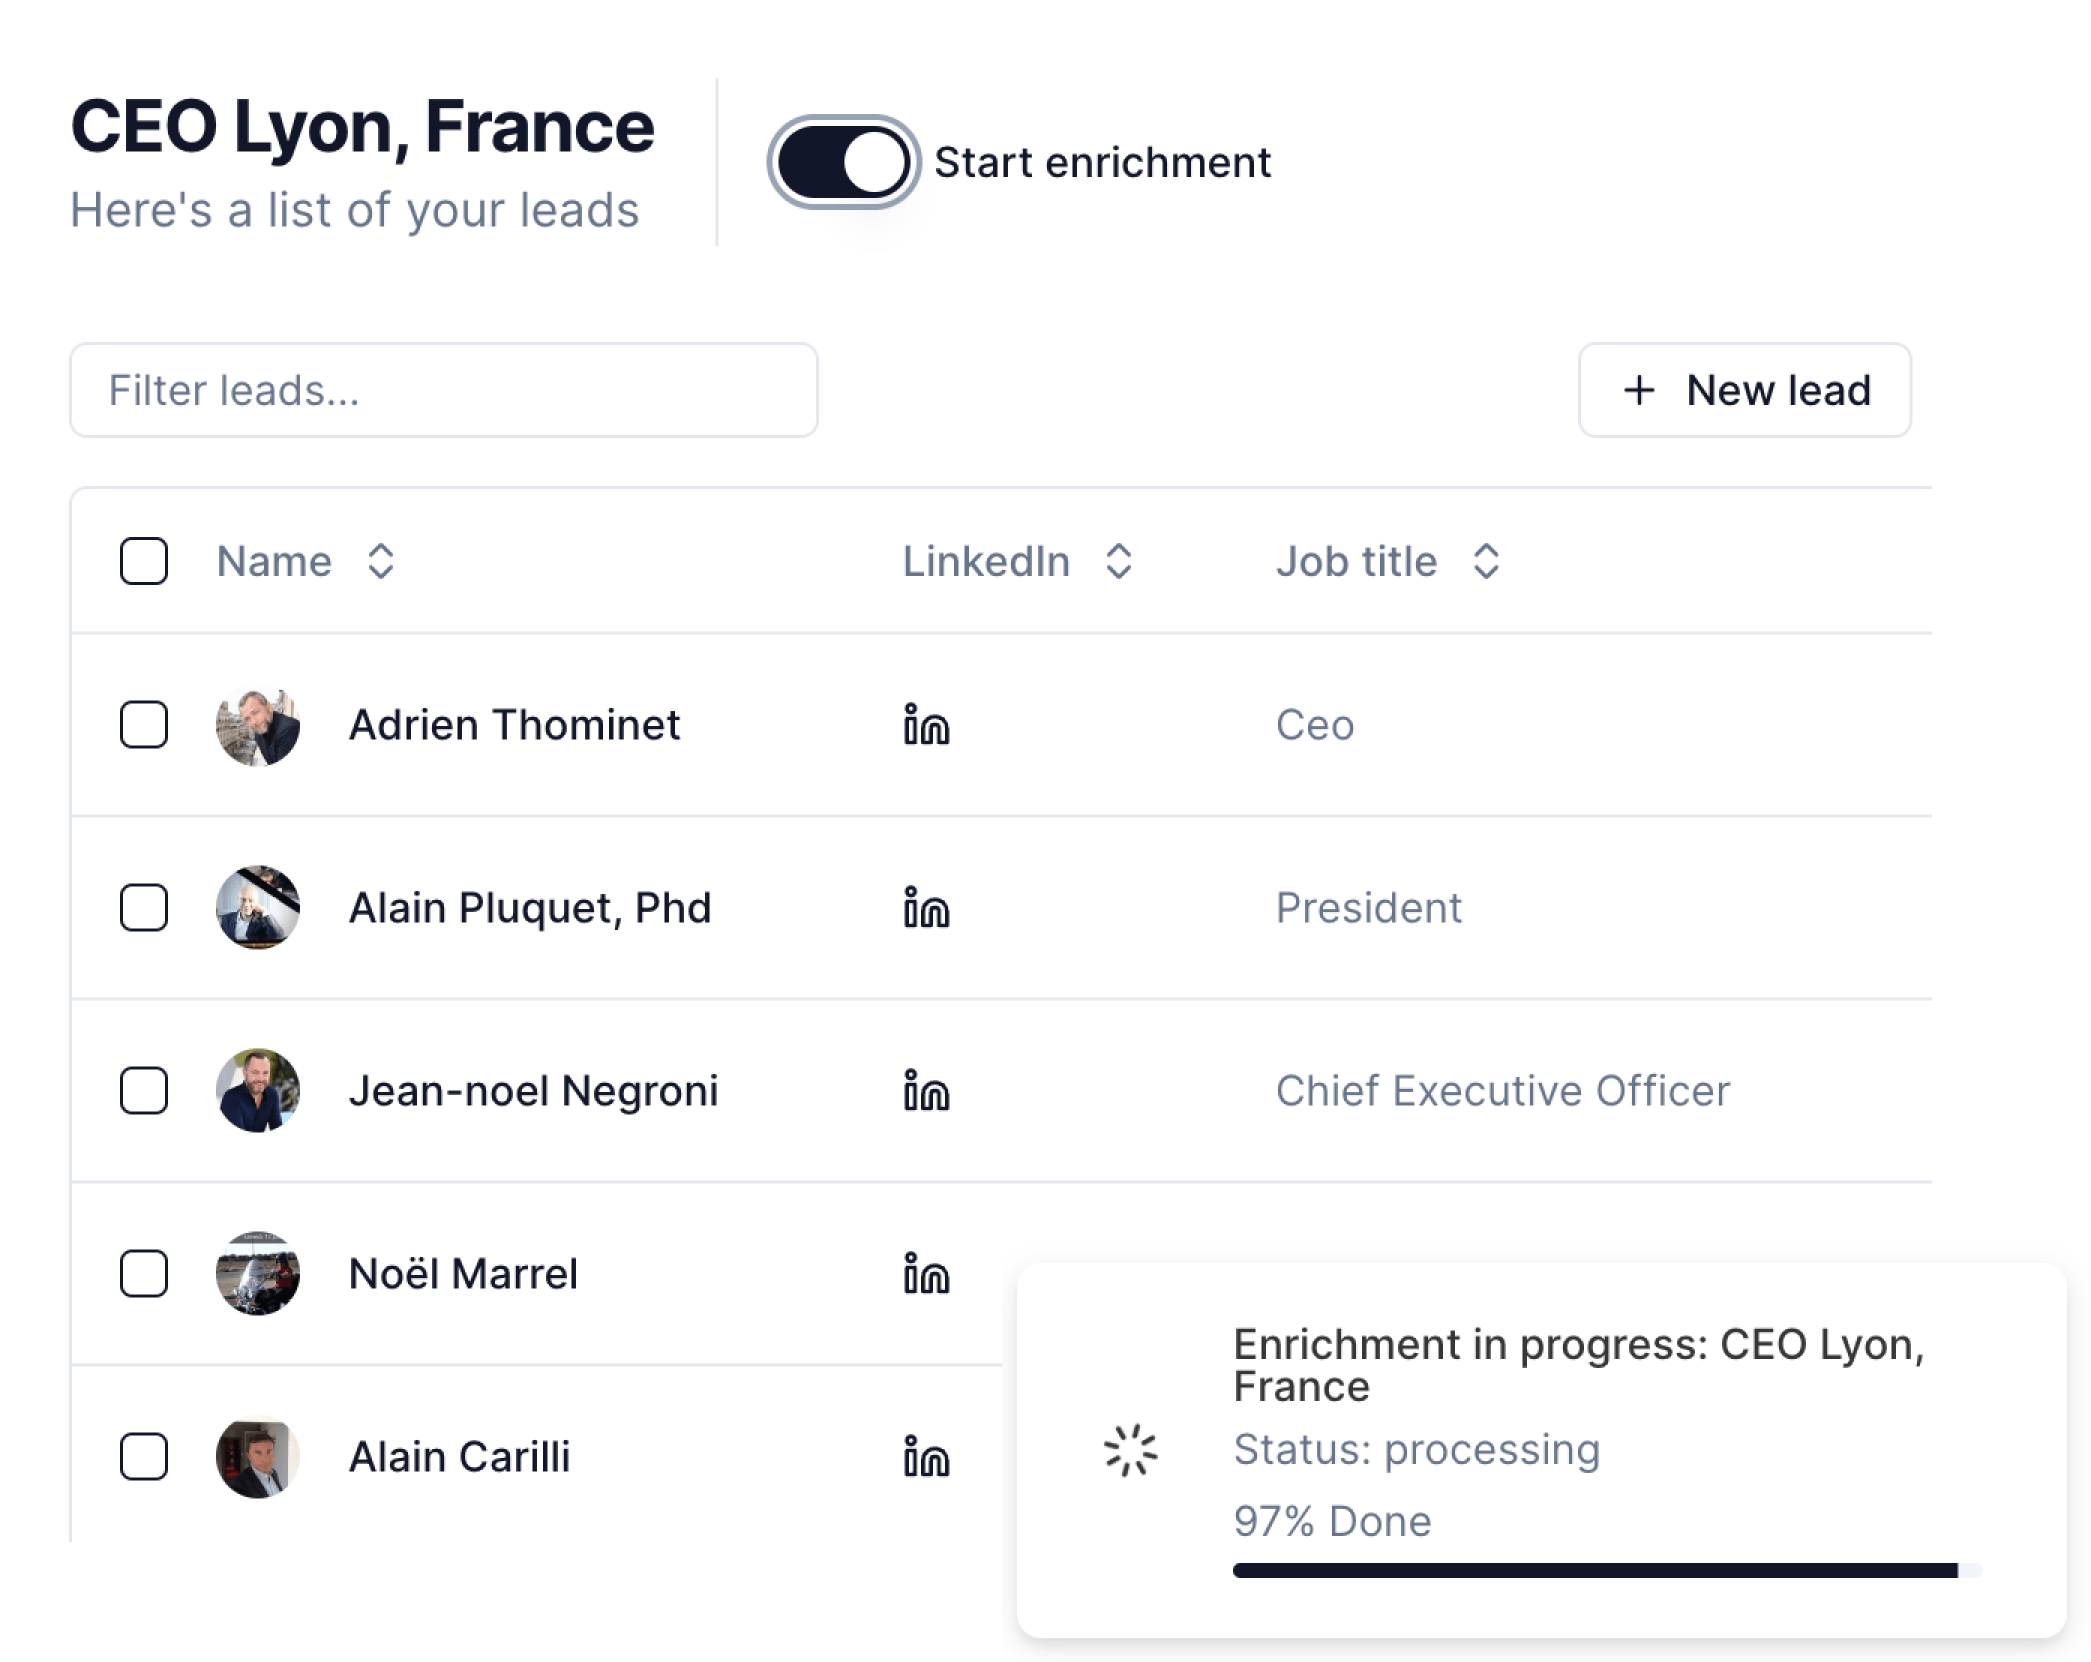 CEO Lyon, France
Here's a list of your leads
Start enrichment
Filter leads...
+ New lead
Name
LinkedIn
Job title
Adrien Thominet
in
Ceo
Alain Pluquet, Phd
in
President
Jean-noel Negroni
in
Chief Executive Officer
Noël Marrel
in
Alain Carilli
in
Enrichment in progress: CEO Lyon,
France
Status: processing
97% Done